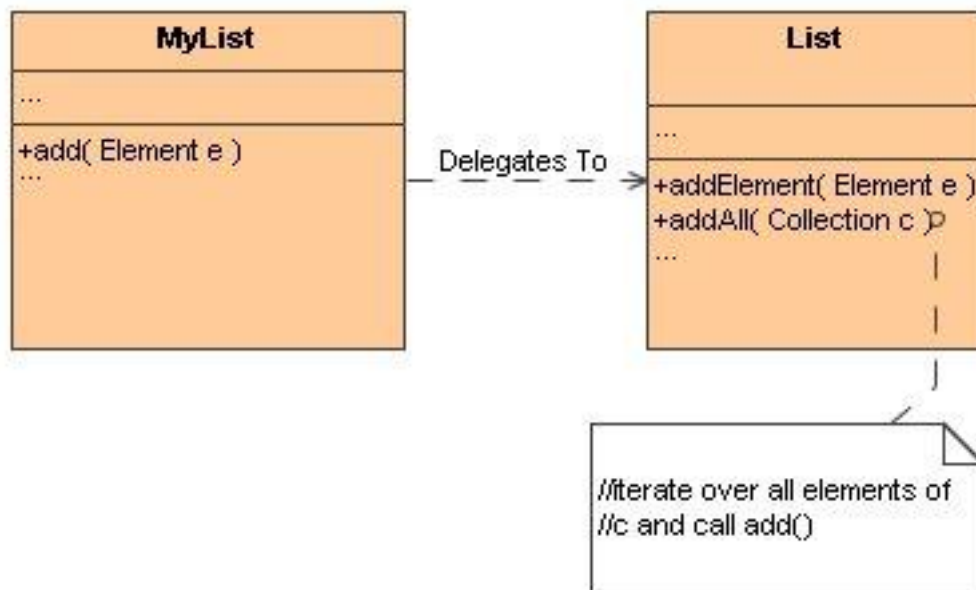 MyList
...
+add( Element e )
...
Delegates To
List
...
+addElement( Element e )
+addAll( Collection c )
...
//iterate over all elements of
//c and call add()